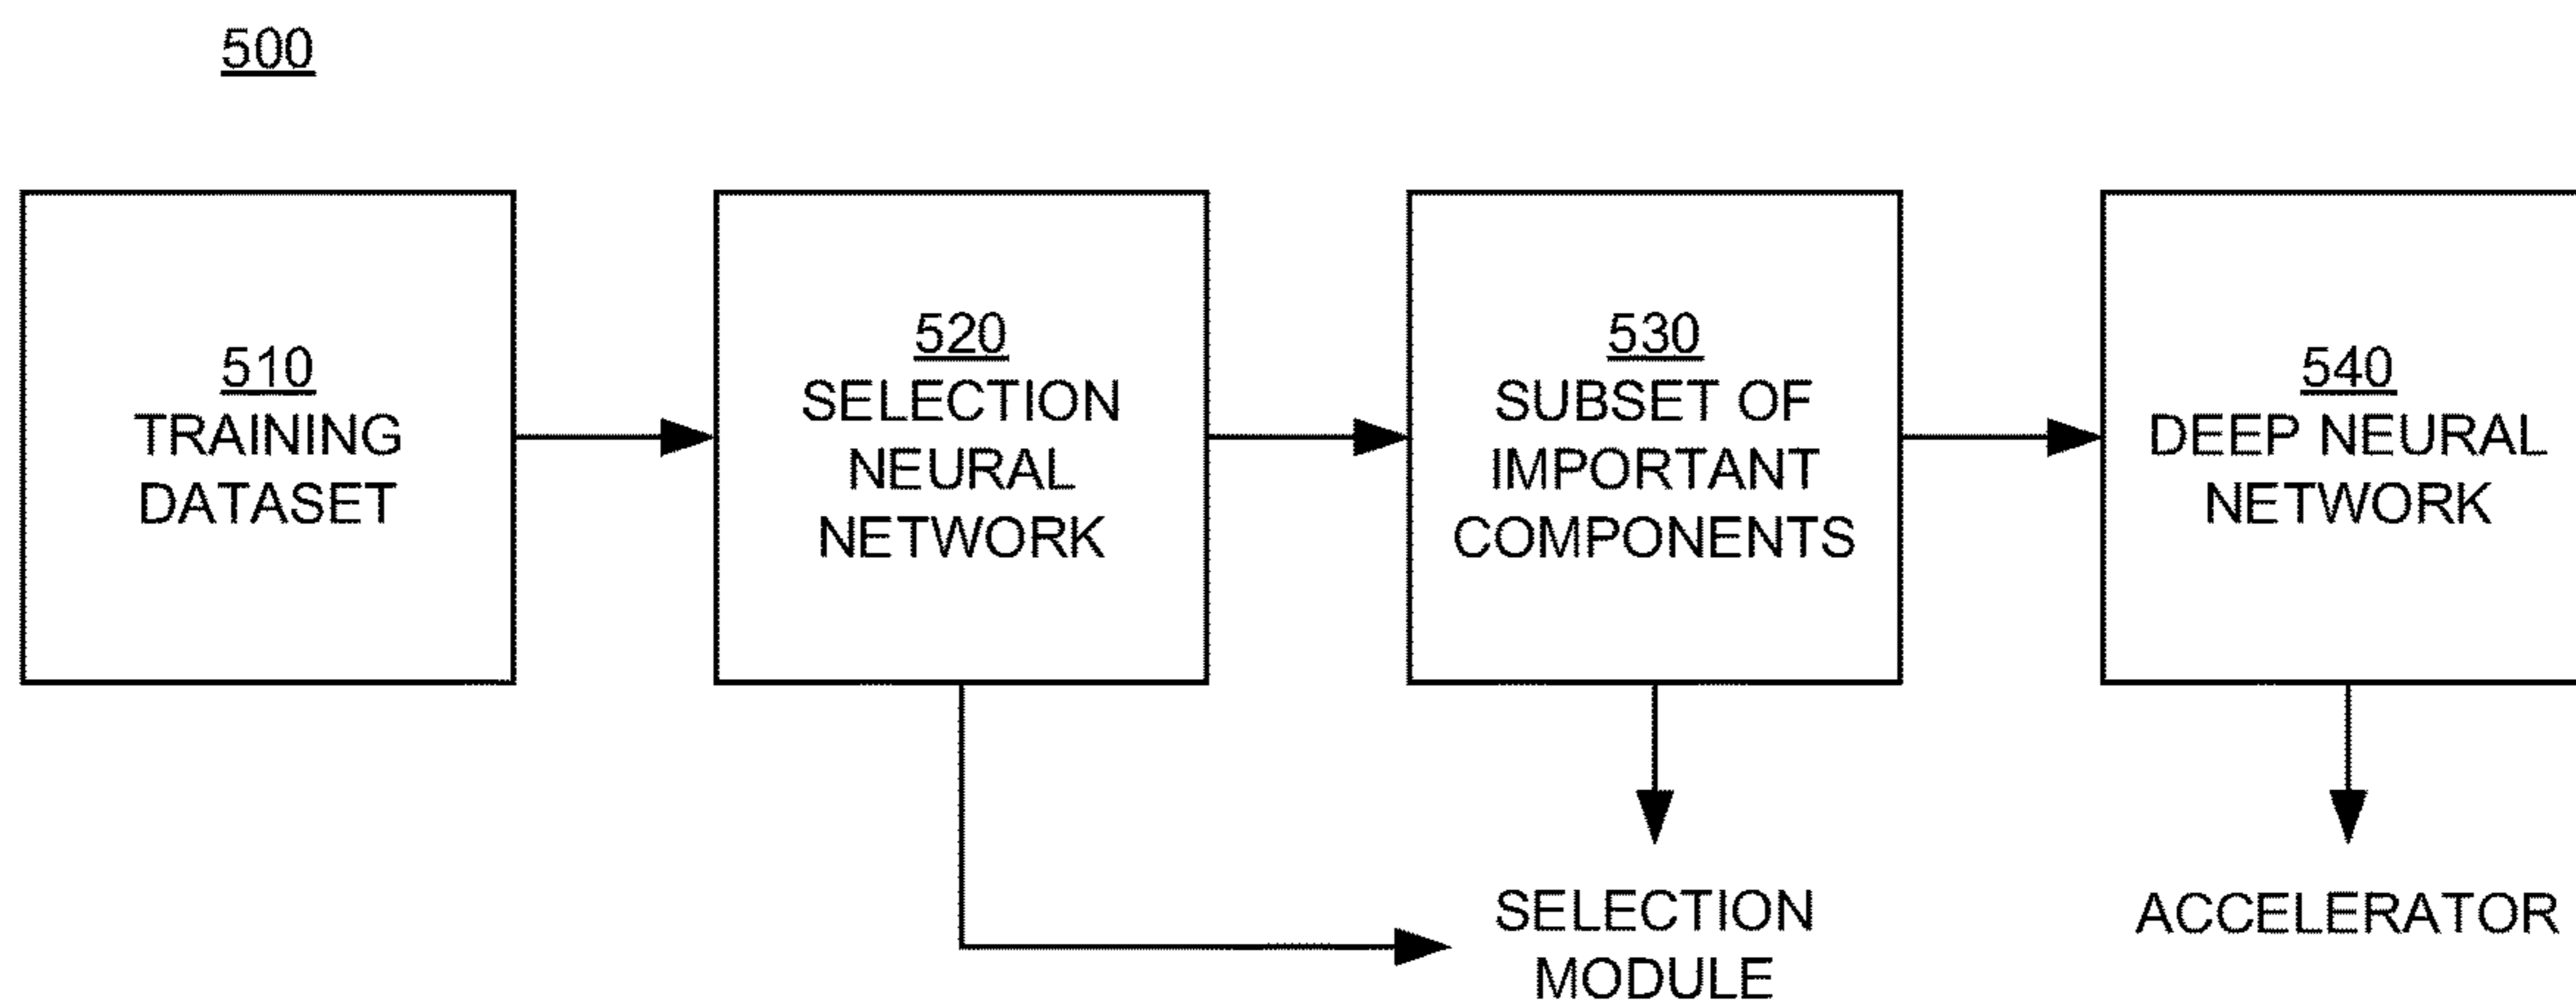 500
510
TRAINING
DATASET
520
SELECTION
NEURAL
NETWORK
530
SUBSET OF
IMPORTANT
COMPONENTS
540
DEEP NEURAL
NETWORK
SELECTION
MODULE
ACCELERATOR